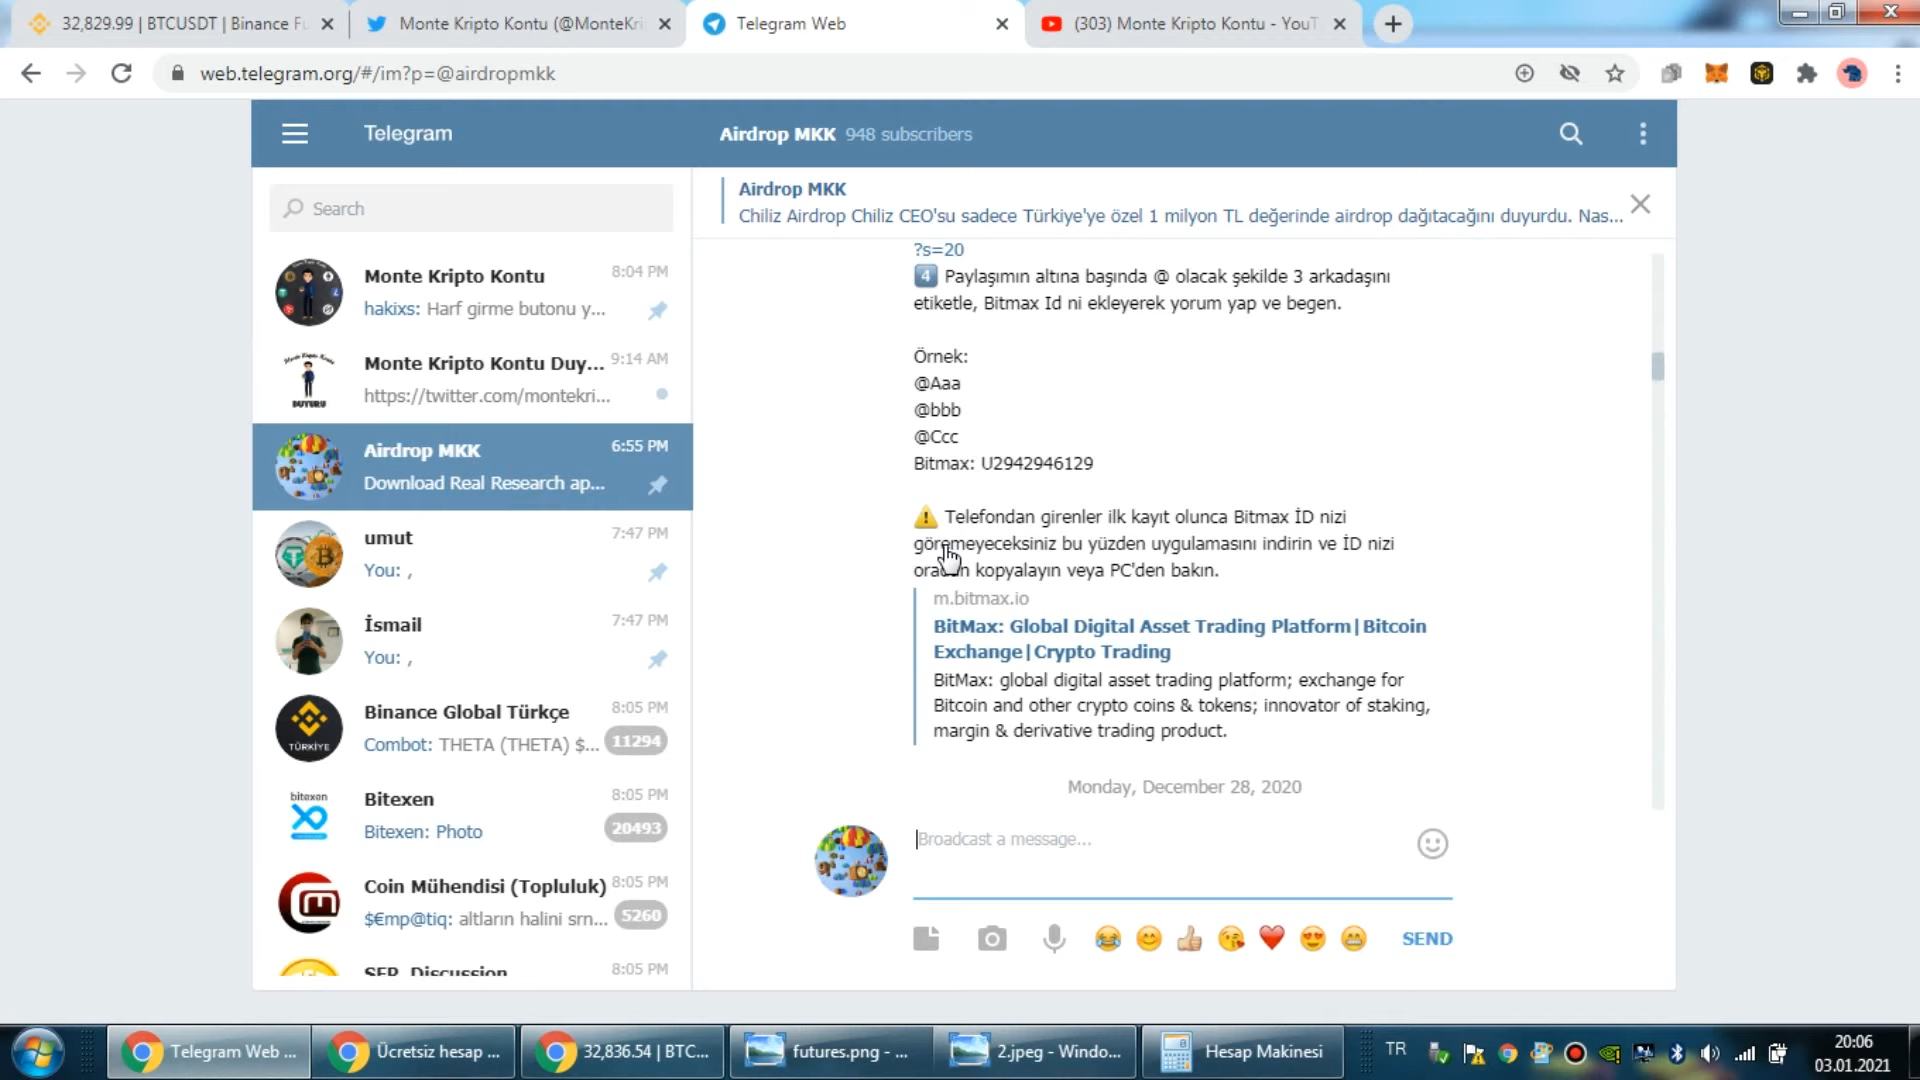 32,829.99 | BTCUSDT | Binance Fu
Monte Kripto Kontu (@MonteKri
Telegram Web
(303) Monte Kripto Kontu - YouT
web.telegram.org/#/im?p=@airdropmkk
Telegram
Airdrop MKK 948 subscribers
Search
Airdrop MKK
Chiliz Airdrop Chiliz CEO'su sadece Türkiye'ye özel 1 milyon TL değerinde airdrop dağıtacağını duyurdu. Nas...
Monte Kripto Kontu 8:04 PM
hakixs: Harf girme butonu y...
Monte Kripto Kontu Duy... 9:14 AM
https://twitter.com/montekri...
Airdrop MKK 6:55 PM
Download Real Research ap...
umut 7:47 PM
You: ,
İsmail 7:47 PM
You: ,
Binance Global Türkçe 8:05 PM
Combot: THETA (THETA) $... 11294
TÜRKİYE
Bitexen 8:05 PM
Bitexen: Photo 20493
bitexen
Coin Mühendisi (Topluluk) 8:05 PM
$€mp@tiq: altların halini srn... 5260
SFP Discussion 8:05 PM
?s=20
4 Paylaşımın altına başında @ olacak şekilde 3 arkadaşını
etiketle, Bitmax Id ni ekleyerek yorum yap ve begen.
Örnek:
@Aaa
@bbb
@Ccc
Bitmax: U2942946129
⚠ Telefondan girenler ilk kayıt olunca Bitmax İD nizi
göremeyeceksiniz bu yüzden uygulamasını indirin ve İD nizi
oradan kopyalayın veya PC'den bakın.
m.bitmax.io
BitMax: Global Digital Asset Trading Platform|Bitcoin
Exchange|Crypto Trading
BitMax: global digital asset trading platform; exchange for
Bitcoin and other crypto coins & tokens; innovator of staking,
margin & derivative trading product.
Monday, December 28, 2020
Broadcast a message...
SEND
Telegram Web ...
Ücretsiz hesap ...
32,836.54 | BTC...
futures.png - ...
2.jpeg - Windo...
Hesap Makinesi
TR
20:06
03.01.2021